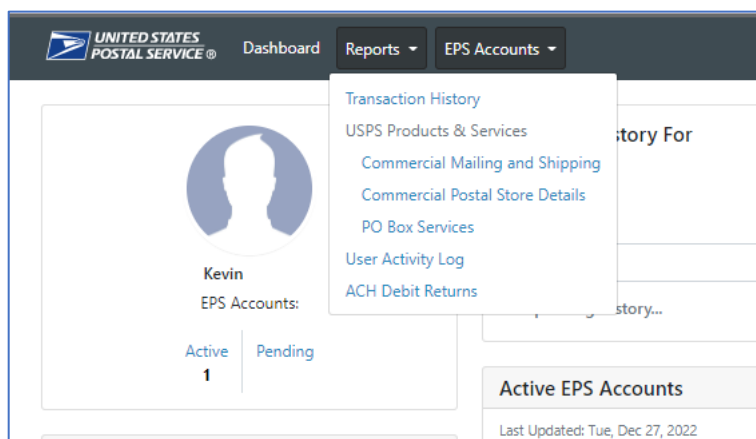 UNITED STATES
POSTAL SERVICE ®
Dashboard
Reports
EPS Accounts
Transaction History
USPS Products & Services
Commercial Mailing and Shipping
Commercial Postal Store Details
PO Box Services
User Activity Log
ACH Debit Returns
story For
story...
Kevin
EPS Accounts:
Active
Pending
1
Active EPS Accounts
Last Updated: Tue, Dec 27, 2022